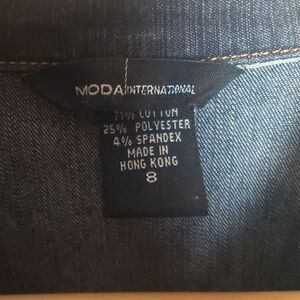 MODA INTERNATIONAL
71% COTTON
25% POLYESTER
4% SPANDEX
MADE IN
HONG KONG
8